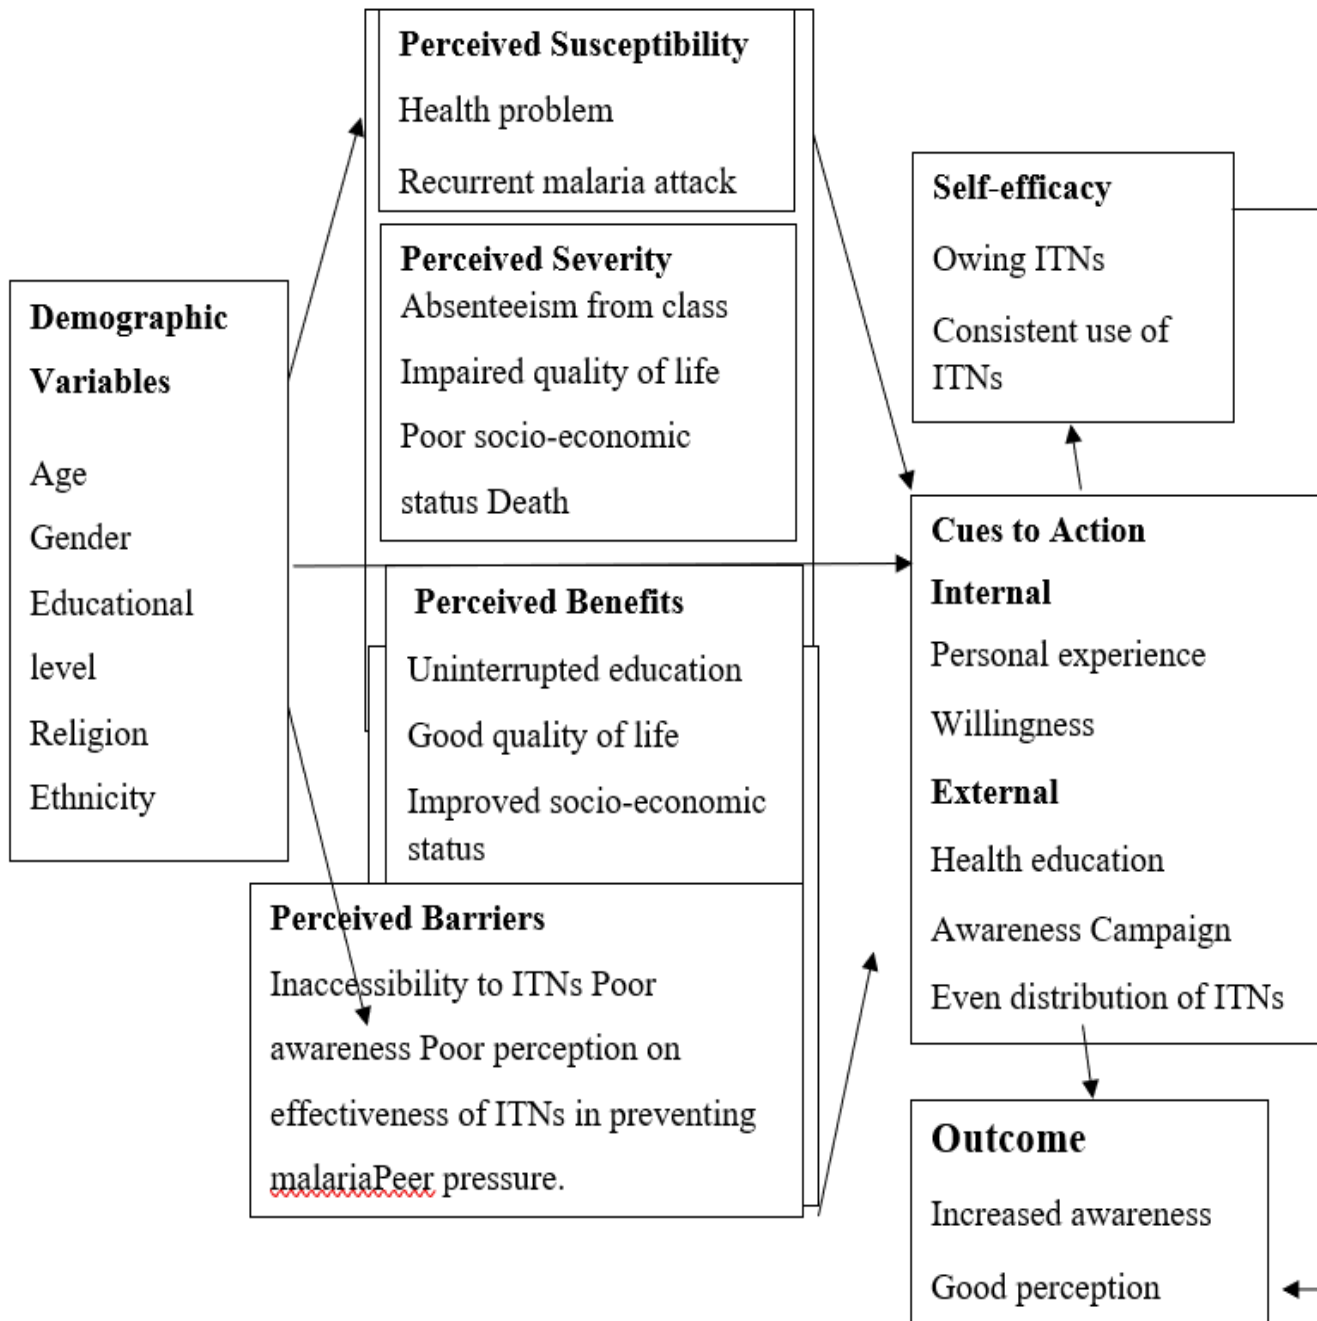 Demographic
Variables
Age
Gender
Educational
level
Religion
Ethnicity
Perceived Susceptibility
Health problem
Recurrent malaria attack
Perceived Severity
Absenteeism from class
Impaired quality of life
Poor socio-economic
status Death
Perceived Benefits
Uninterrupted education
Good quality of life
Improved socio-economic
status
Perceived Barriers
Inaccessibility to ITNs Poor
awareness Poor perception on
effectiveness of ITNs in preventing
malariaPeer pressure.
Self-efficacy
Owing ITNs
Consistent use of
ITNs
Cues to Action
Internal
Personal experience
Willingness
External
Health education
Awareness Campaign
Even distribution of ITNs
Outcome
Increased awareness
Good perception